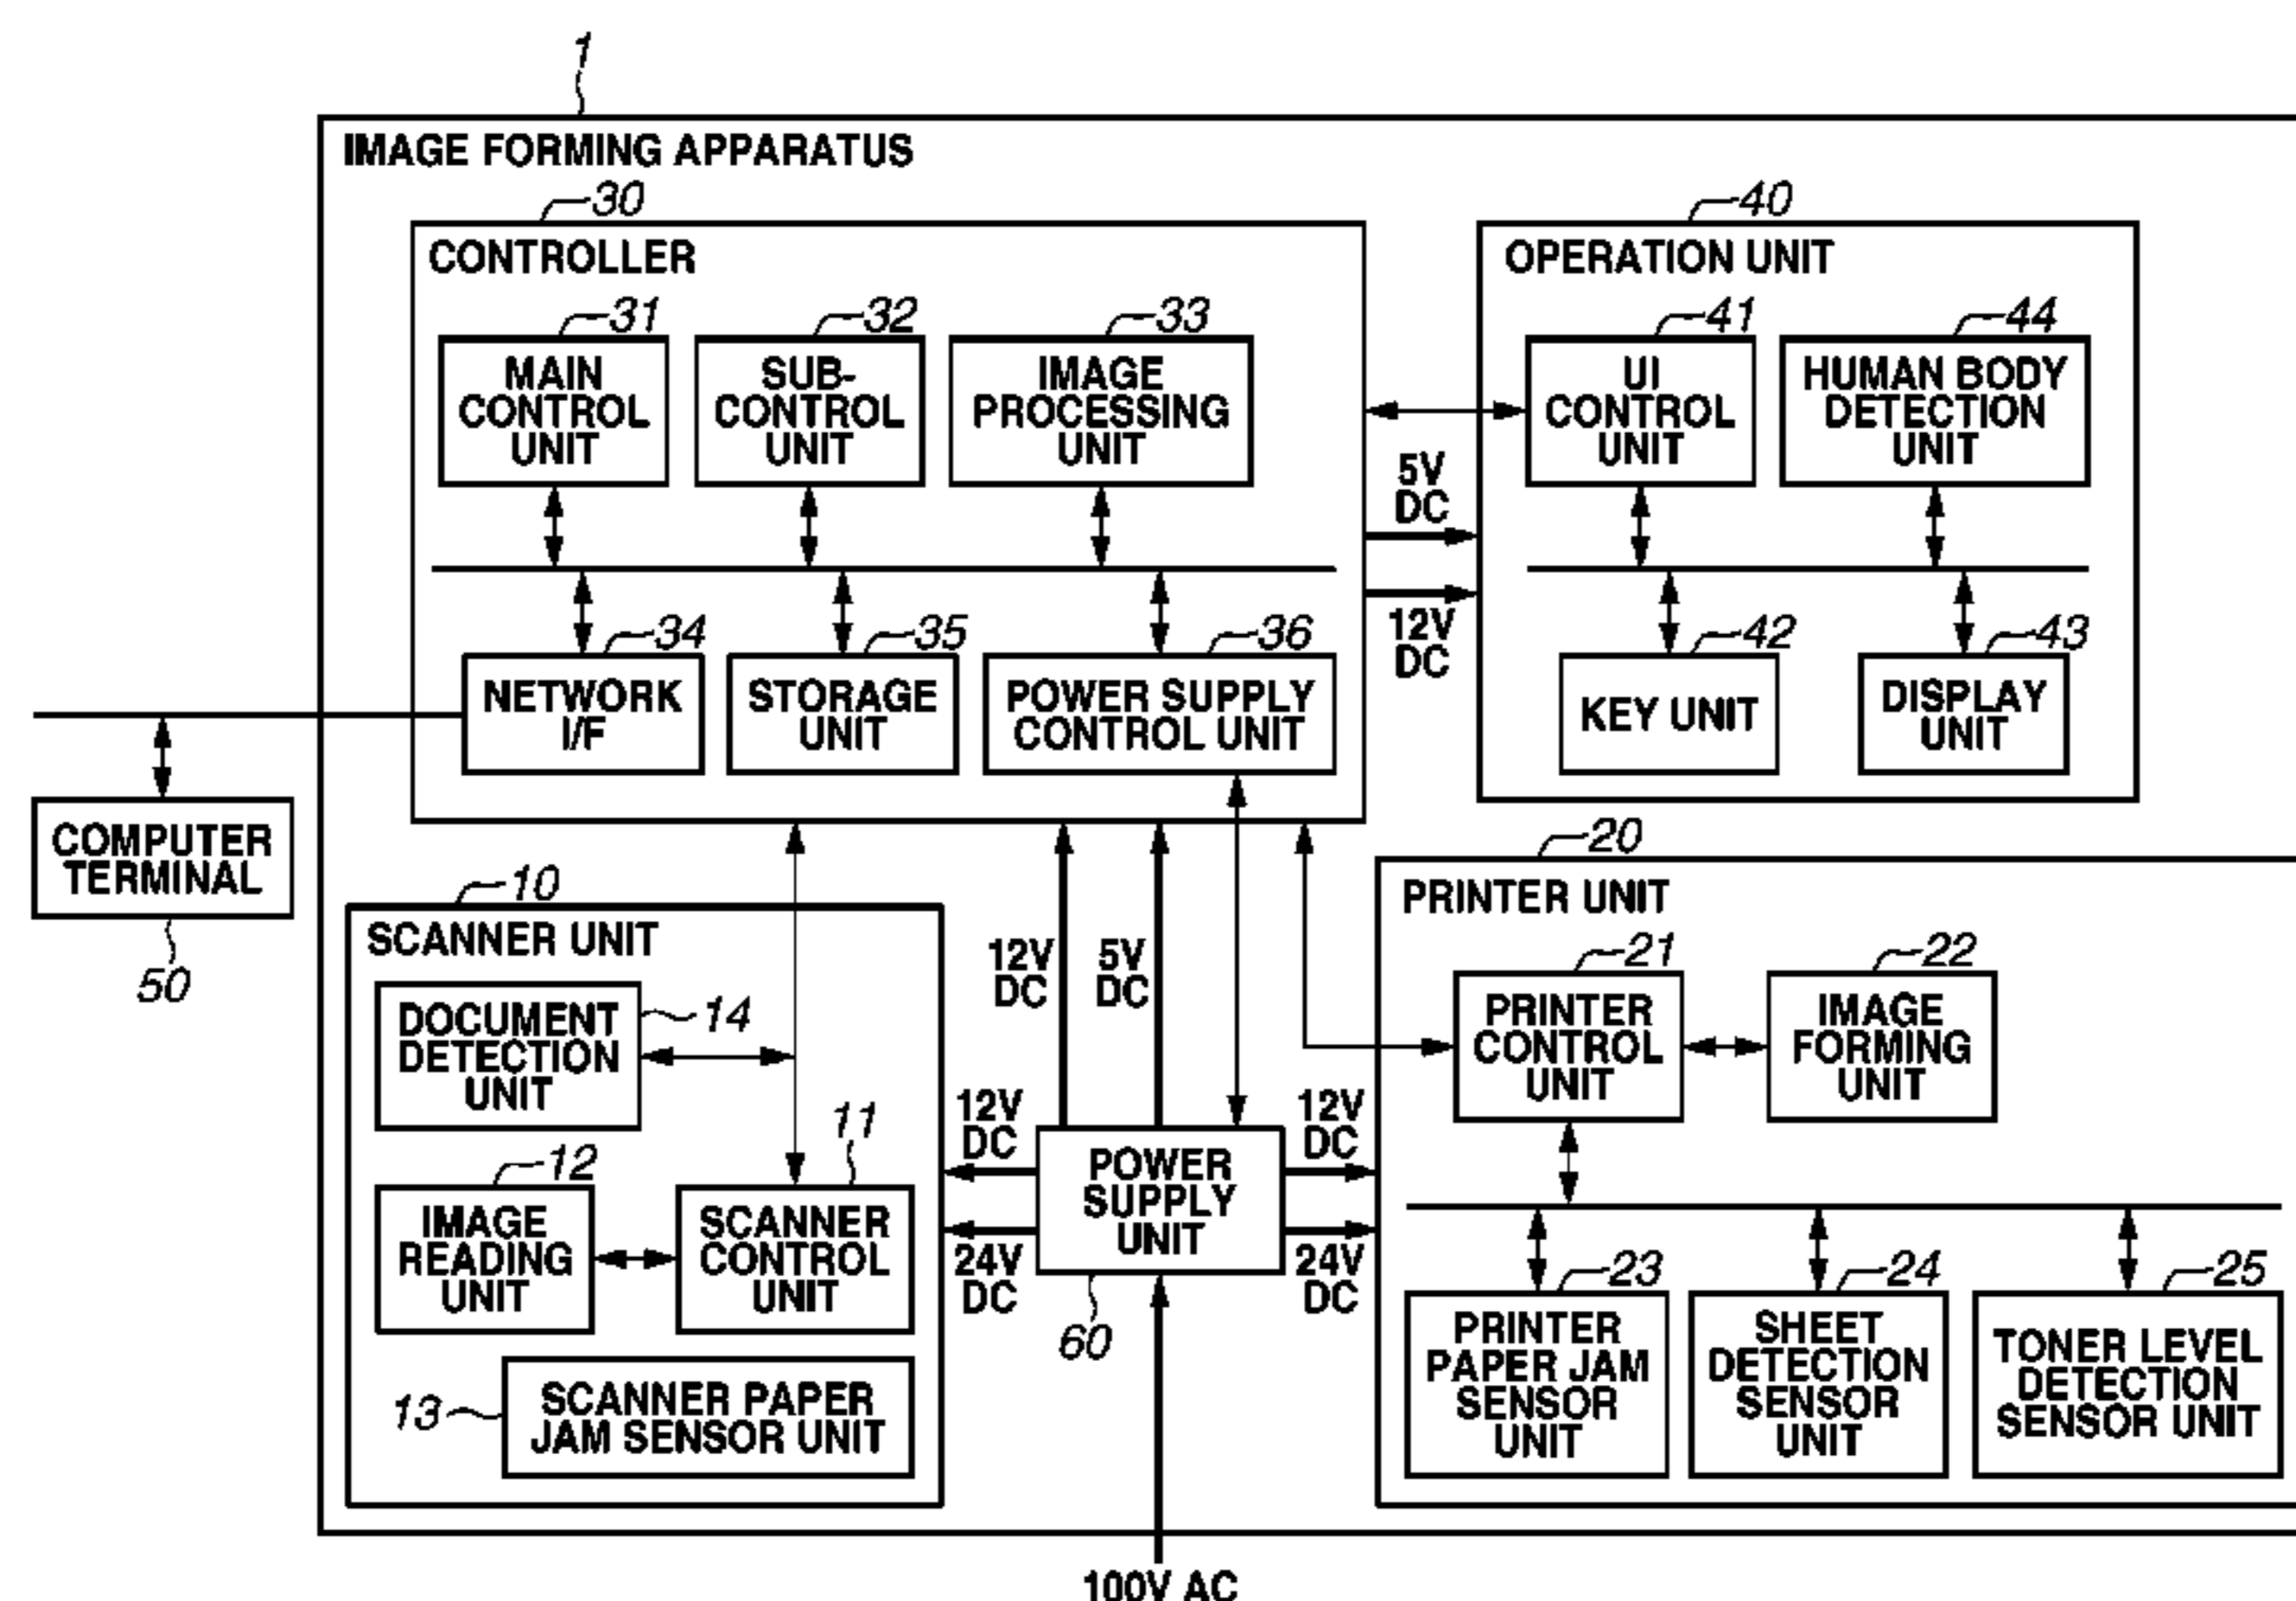 1
IMAGE FORMING APPARATUS
30
CONTROLLER
31
MAIN
CONTROL
UNIT
32
SUB-
CONTROL
UNIT
33
IMAGE
PROCESSING
UNIT
34
NETWORK
I/F
35
STORAGE
UNIT
36
POWER SUPPLY
CONTROL UNIT
5V
DC
12V
DC
40
OPERATION UNIT
41
UI
CONTROL
UNIT
44
HUMAN BODY
DETECTION
UNIT
42
KEY UNIT
43
DISPLAY
UNIT
COMPUTER
TERMINAL
50
10
SCANNER UNIT
DOCUMENT
DETECTION
UNIT
14
12
IMAGE
READING
UNIT
11
SCANNER
CONTROL
UNIT
13
SCANNER PAPER
JAM SENSOR UNIT
12V
DC
5V
DC
12V
DC
24V
DC
POWER
SUPPLY
UNIT
60
12V
DC
24V
DC
100V AC
20
PRINTER UNIT
21
PRINTER
CONTROL
UNIT
22
IMAGE
FORMING
UNIT
23
PRINTER
PAPER JAM
SENSOR
UNIT
24
SHEET
DETECTION
SENSOR
UNIT
25
TONER LEVEL
DETECTION
SENSOR UNIT